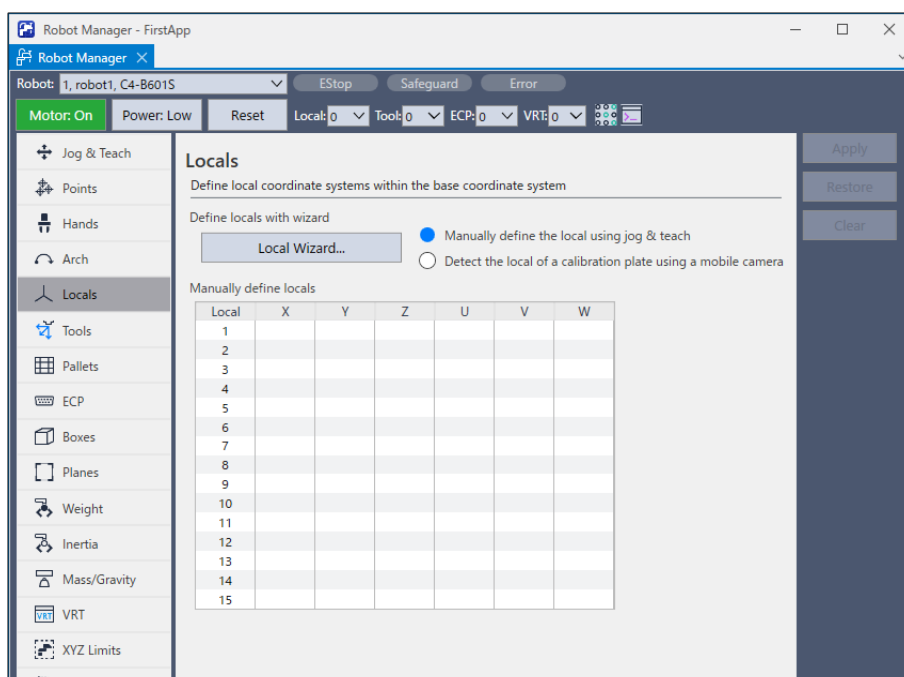 Robot Manager - FirstApp
Robot Manager
Robot: 1, robot1, C4-B601S EStop Safeguard Error
Motor: On Power: Low Reset Local: 0 Tool: 0 ECP: 0 VRT: 0
Jog & Teach
Points
Hands
Arch
Locals
Tools
Pallets
ECP
Boxes
Planes
Weight
Inertia
Mass/Gravity
VRT VRT
XYZ Limits
Locals
Define local coordinate systems within the base coordinate system
Define locals with wizard
Local Wizard...
Manually define the local using jog & teach
Detect the local of a calibration plate using a mobile camera
Manually define locals
Local X Y Z U V W
1
2
3
4
5
6
7
8
9
10
11
12
13
14
15
Apply
Restore
Clear